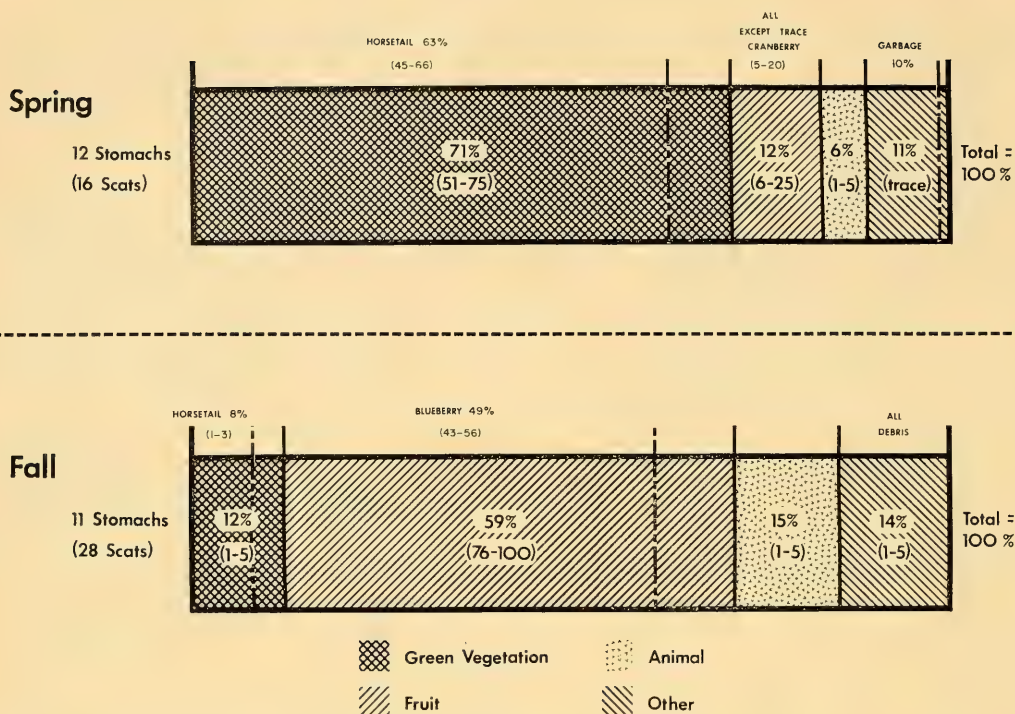 HORSETAIL 63%
(45-66)
ALL
EXCEPT TRACE
CRANBERRY
(5-20)
GARBAGE
10%
Spring
12 Stomachs
(16 Scats)
71%
(51-75)
12%
(6-25)
6%
(1-5)
11%
(trace)
Total =
100%
HORSETAIL 8%
(1-3)
BLUEBERRY 49%
(43-56)
ALL
DEBRIS
Fall
11 Stomachs
(28 Scats)
12%
(1-5)
59%
(76-100)
15%
(1-5)
14%
(1-5)
Total =
100%
Green Vegetation
Animal
Fruit
Other